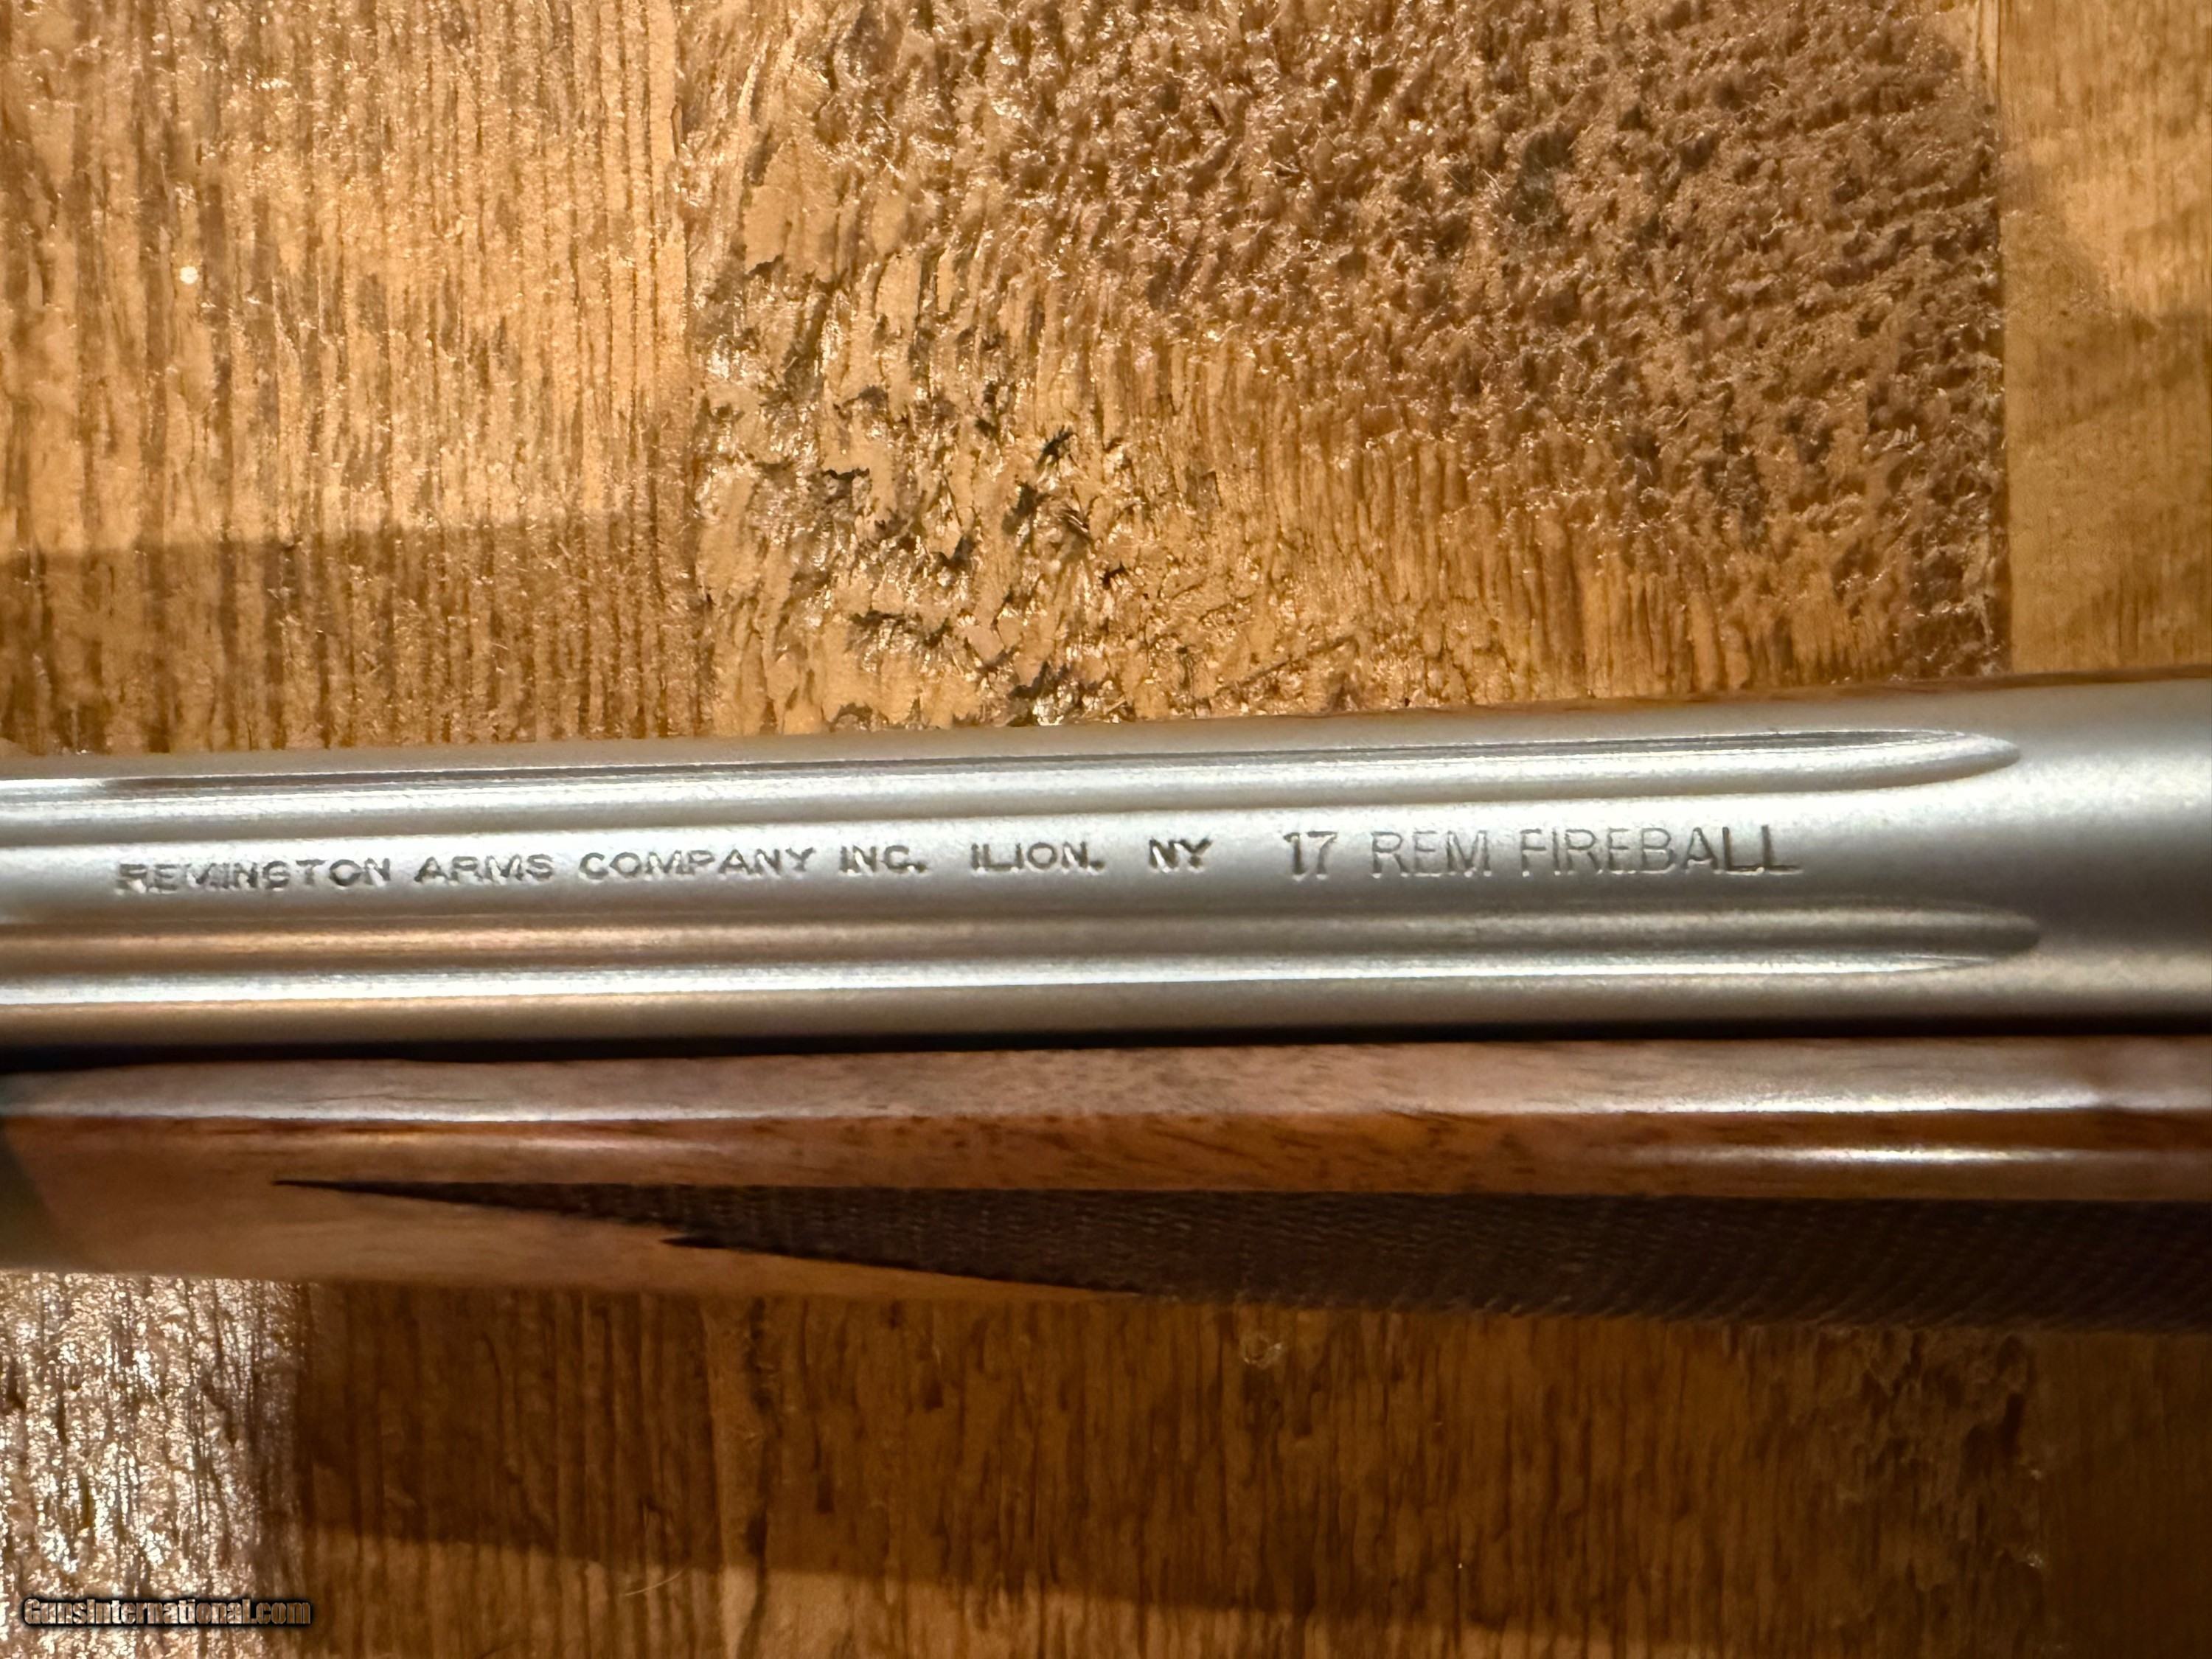 REMINGTON ARMS COMPANY INC. ILION. NY 17 REM FIREBALL
GunsInternational.com